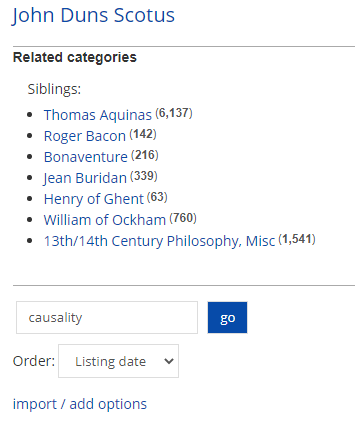 John Duns Scotus
Related categories
Siblings:
Thomas Aquinas (6,137)
Roger Bacon (142)
Bonaventure (216)
Jean Buridan (339)
Henry of Ghent (63)
William of Ockham (760)
13th/14th Century Philosophy, Misc (1,541)
causality go
Order: Listing date
import / add options